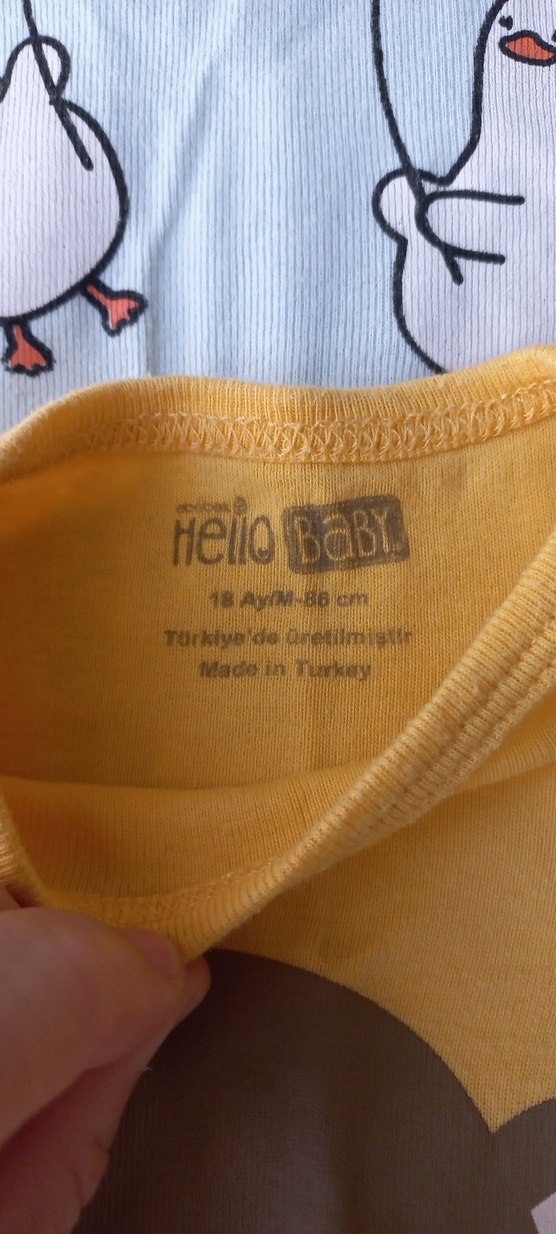 Hello BABY
18 Ay/M-86 cm
Türkiye'de üretilmiştir
Made in Turkey